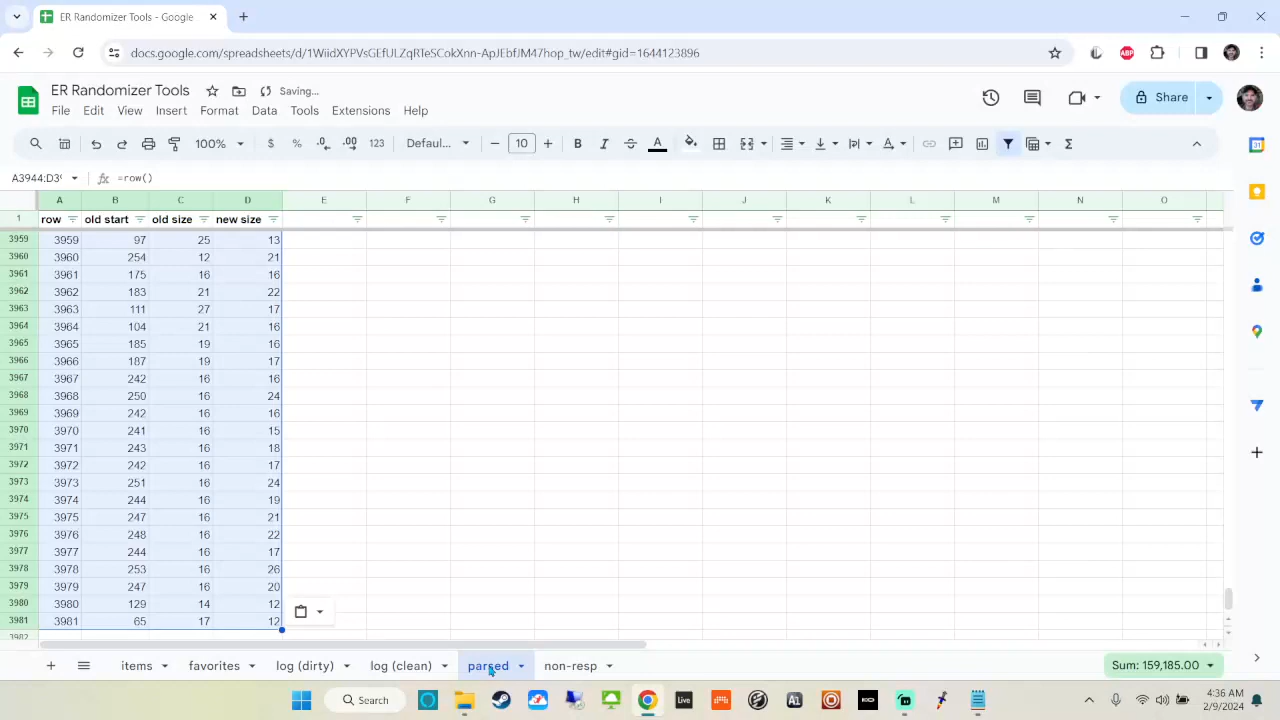 ER Randomizer Tools - Google
docs.google.com/spreadsheets/d/1WiidXYPVsGEfULZqRTeSCokXnn-ApJEbfJM47hop_tw/edit#gid=1644123896
ABP
ER Randomizer Tools
Saving...
File Edit View Insert Format Data Tools Extensions Help
Share
100% $ % .0 .00 123 Defaul... 10 B I A
A3944:D39 fx =row()
A B C D E F G H I J K L M N O
1 row old start old size new size
3959 3959 97 25 13
3960 3960 254 12 21
3961 3961 175 16 16
3962 3962 183 21 22
3963 3963 111 27 17
3964 3964 104 21 16
3965 3965 185 19 16
3966 3966 187 19 17
3967 3967 242 16 16
3968 3968 250 16 24
3969 3969 242 16 16
3970 3970 241 16 15
3971 3971 243 16 18
3972 3972 242 16 17
3973 3973 251 16 24
3974 3974 244 16 19
3975 3975 247 16 21
3976 3976 248 16 22
3977 3977 244 16 17
3978 3978 253 16 26
3979 3979 247 16 20
3980 3980 129 14 12
3981 3981 65 17 12
3982
items favorites log (dirty) log (clean) parsed non-resp Sum: 159,185.00
Search
Live
4:36 AM
2/9/2024